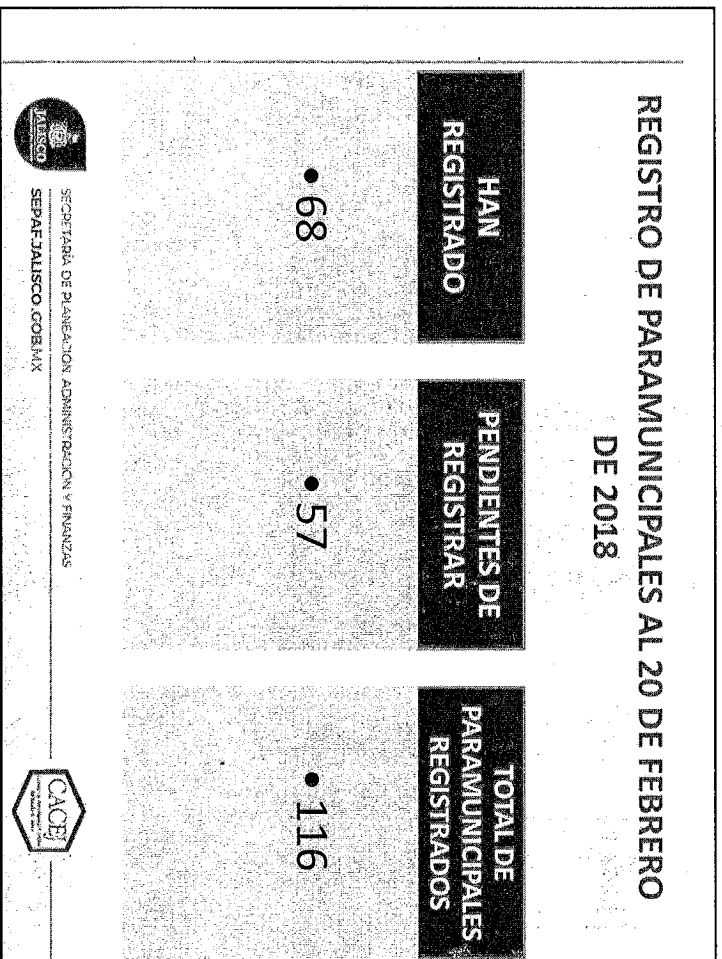 REGISTRO DE PARAMUNICIPALES AL 20 DE FEBRERO
DE 2018
HAN
REGISTRADO
• 68
PENDIENTES DE
REGISTRAR
• 57
TOTAL DE
PARAMUNICIPALES
REGISTRADOS
• 116
JALISCO
SECRETARÍA DE PLANEACIÓN ADMINISTRACIÓN Y FINANZAS
SEPAF.JALISCO.GOB.MX
CACEJ